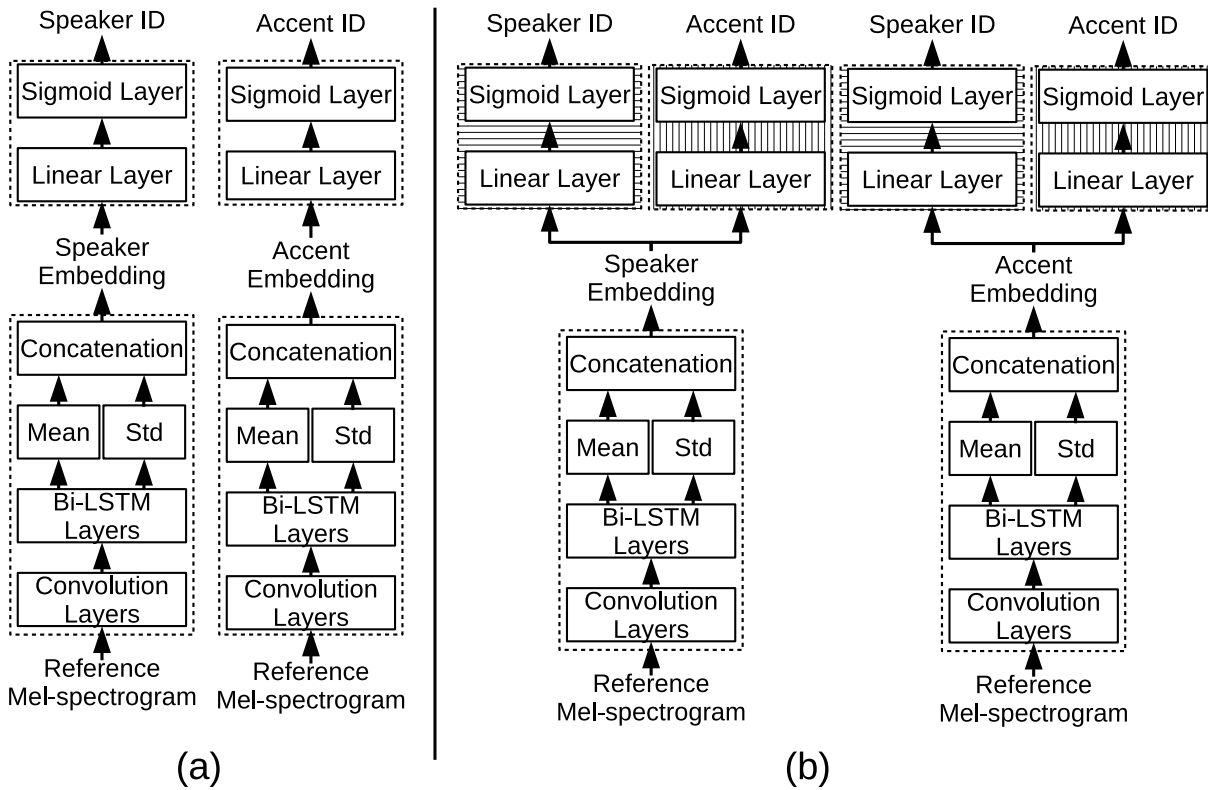 Speaker ID
Sigmoid Layer
Linear Layer
Speaker
Embedding
Concatenation
Mean
Std
Bi-LSTM
Layers
Convolution
Layers
Reference
Mel-spectrogram
Accent ID
Sigmoid Layer
Linear Layer
Accent
Embedding
Concatenation
Mean
Std
Bi-LSTM
Layers
Convolution
Layers
Reference
Mel-spectrogram
(a)
Speaker ID
Sigmoid Layer
Linear Layer
Accent ID
Sigmoid Layer
Linear Layer
Speaker
Embedding
Concatenation
Mean
Std
Bi-LSTM
Layers
Convolution
Layers
Reference
Mel-spectrogram
Speaker ID
Sigmoid Layer
Linear Layer
Accent ID
Sigmoid Layer
Linear Layer
Accent
Embedding
Concatenation
Mean
Std
Bi-LSTM
Layers
Convolution
Layers
Reference
Mel-spectrogram
(b)